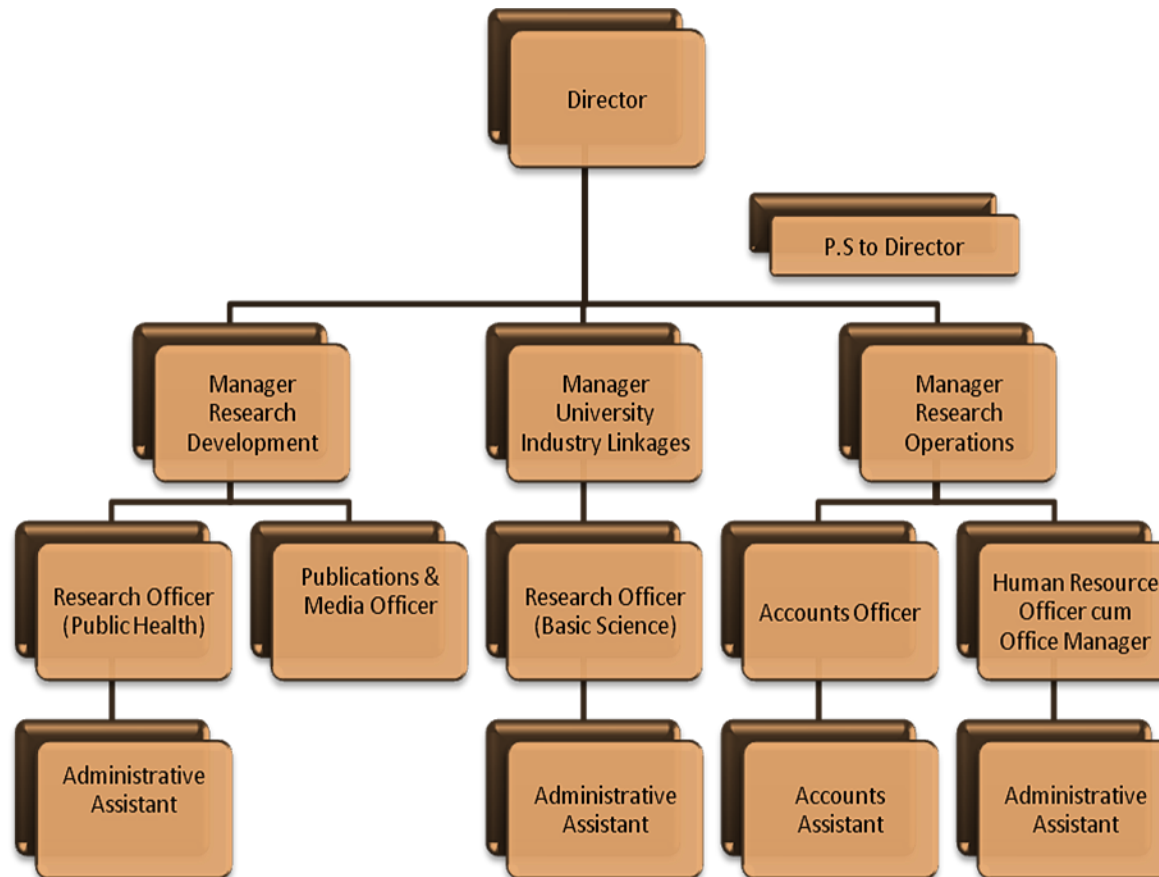 Director
P.S to Director
Manager
Research
Development
Manager
University
Industry Linkages
Manager
Research
Operations
Research Officer
(Public Health)
Publications &
Media Officer
Research Officer
(Basic Science)
Accounts Officer
Human Resource
Officer cum
Office Manager
Administrative
Assistant
Administrative
Assistant
Accounts
Assistant
Administrative
Assistant